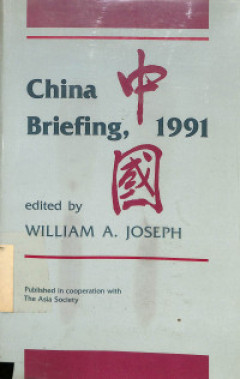 China 中
Briefing, 1991
國
edited by
WILLIAM A. JOSEPH
Published in cooperation with
The Asia Society